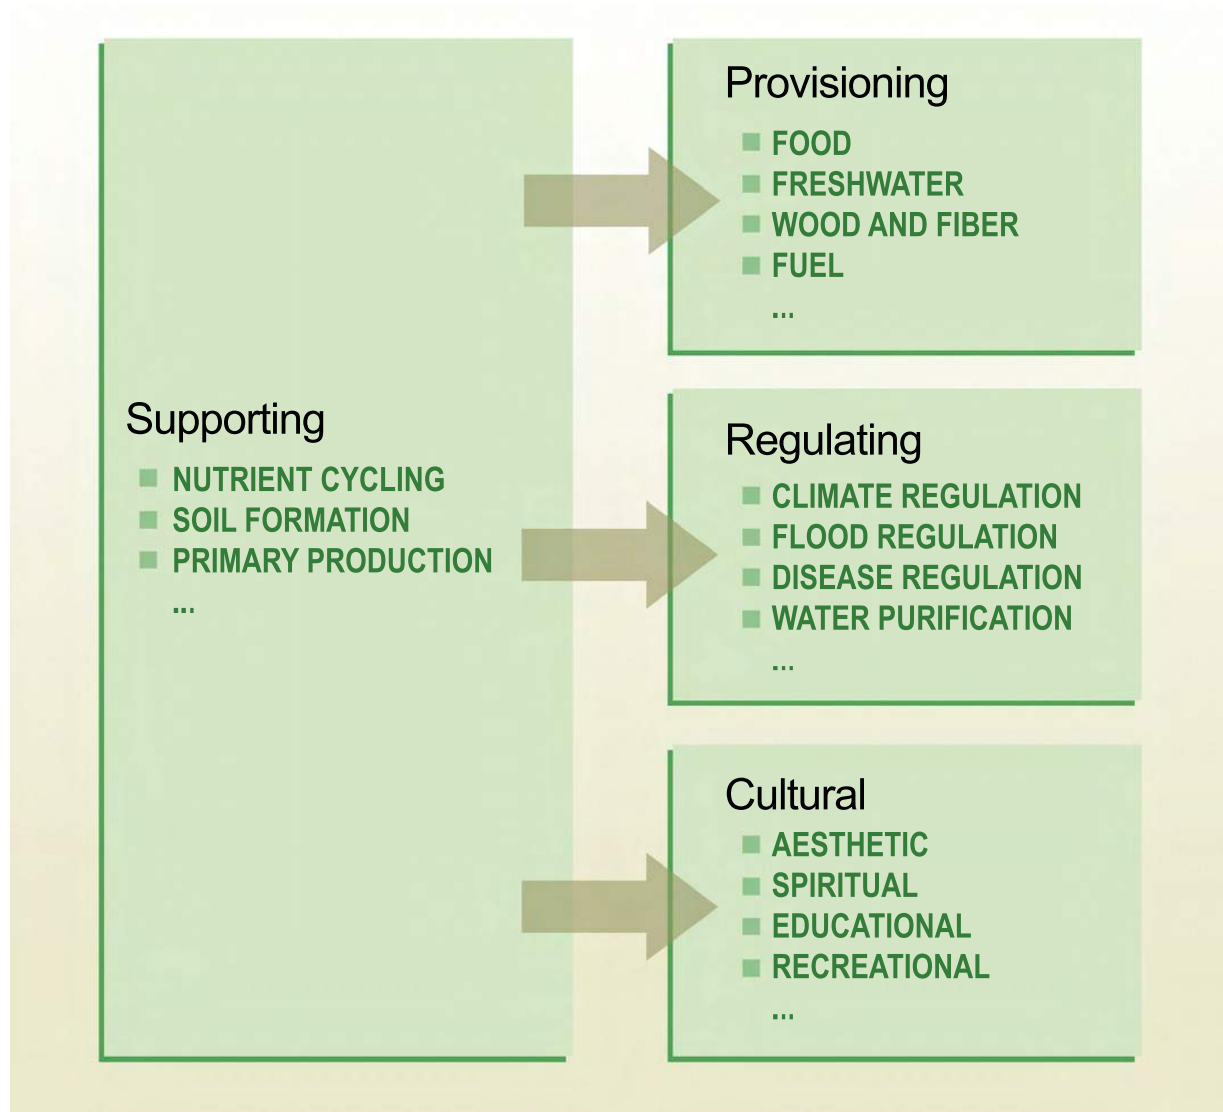 Supporting
NUTRIENT CYCLING
SOIL FORMATION
PRIMARY PRODUCTION
...
Provisioning
FOOD
FRESHWATER
WOOD AND FIBER
FUEL
...
Regulating
CLIMATE REGULATION
FLOOD REGULATION
DISEASE REGULATION
WATER PURIFICATION
...
Cultural
AESTHETIC
SPIRITUAL
EDUCATIONAL
RECREATIONAL
...